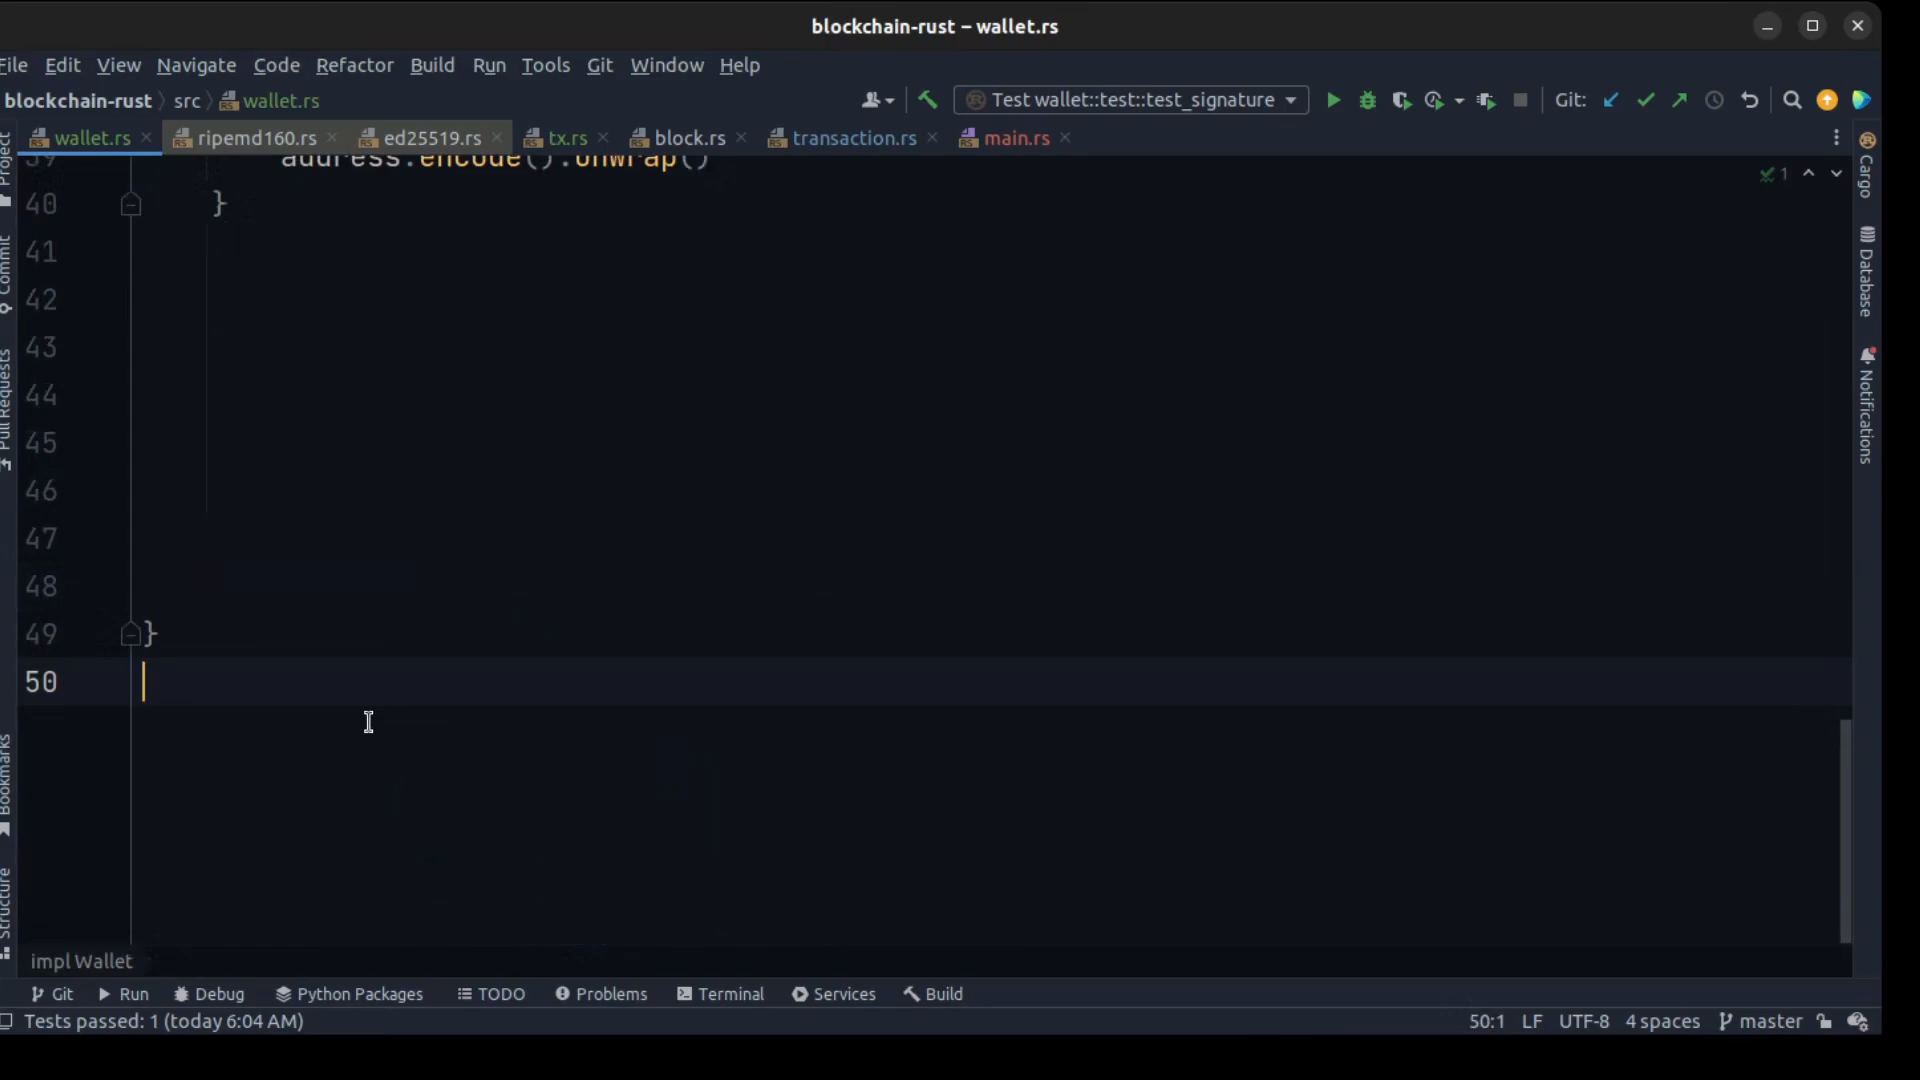 blockchain-rust – wallet.rs
File Edit View Navigate Code Refactor Build Run Tools Git Window Help
blockchain-rust src wallet.rs Test wallet::test::test_signature Git:
wallet.rs ripemd160.rs ed25519.rs tx.rs block.rs transaction.rs main.rs
39 address.encode().unwrap()
1
40 }
41
42
43
44
45
46
47
48
49 }
50
impl Wallet
Project
Commit
Pull Requests
Bookmarks
Structure
Cargo
Database
Notifications
Git Run Debug Python Packages TODO Problems Terminal Services Build
Tests passed: 1 (today 6:04 AM) 50:1 LF UTF-8 4 spaces master